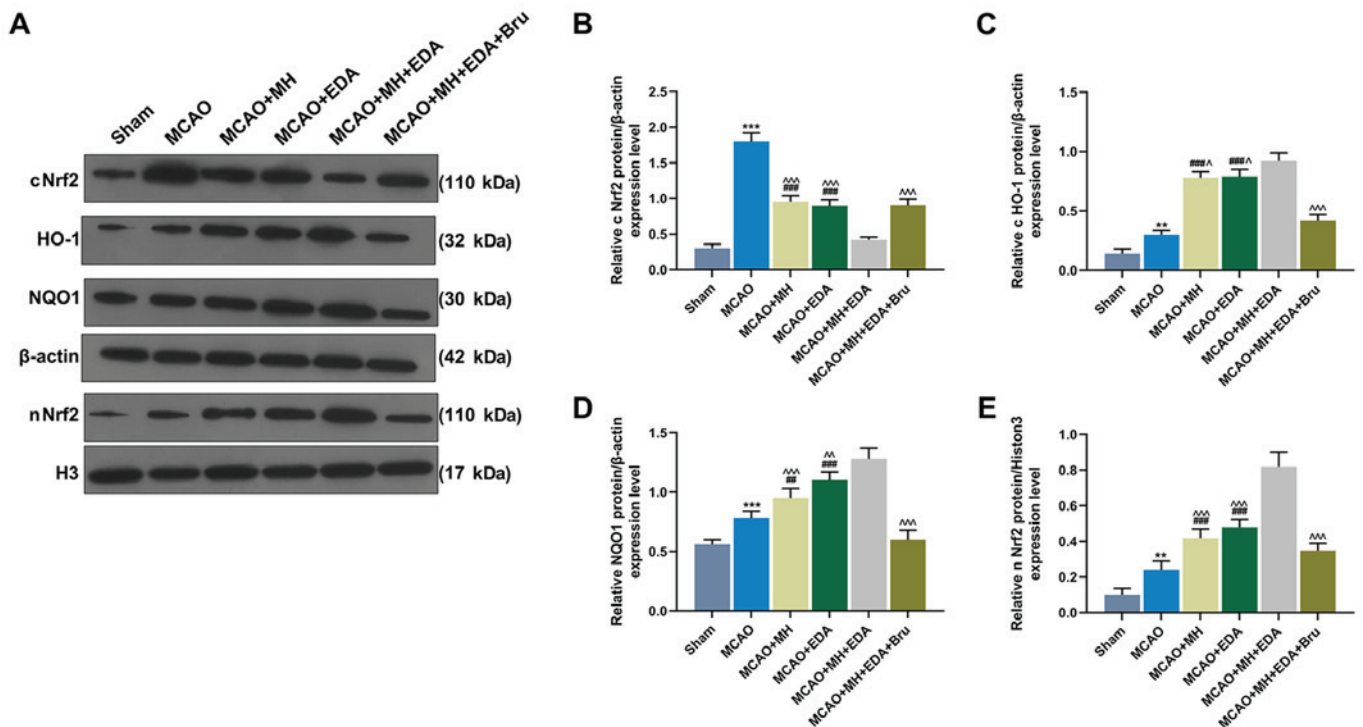 A
Sham
MCAO
MCAO+MH
MCAO+EDA
MCAO+MH+EDA
MCAO+MH+EDA+Bru
cNrf2
(110 kDa)
HO-1
(32 kDa)
NQO1
(30 kDa)
β-actin
(42 kDa)
nNrf2
(110 kDa)
H3
(17 kDa)
B
Relative c Nrf2 protein/β-actin
expression level
2.5
2.0
1.5
1.0
0.5
0.0
***
^^^
###
^^^
###
^^^
Sham
MCAO
MCAO+MH
MCAO+EDA
MCAO+MH+EDA
MCAO+MH+EDA+Bru
C
Relative c HO-1 protein/β-actin
expression level
1.5
1.0
0.5
0.0
**
###^
###^
^^^
Sham
MCAO
MCAO+MH
MCAO+EDA
MCAO+MH+EDA
MCAO+MH+EDA+Bru
D
Relative NQO1 protein/β-actin
expression level
1.5
1.0
0.5
0.0
***
^^^
##
^^
###
^^^
Sham
MCAO
MCAO+MH
MCAO+EDA
MCAO+MH+EDA
MCAO+MH+EDA+Bru
E
Relative n Nrf2 protein/Histon3
expression level
1.0
0.8
0.6
0.4
0.2
0.0
**
^^^
###
^^^
###
^^^
Sham
MCAO
MCAO+MH
MCAO+EDA
MCAO+MH+EDA
MCAO+MH+EDA+Bru